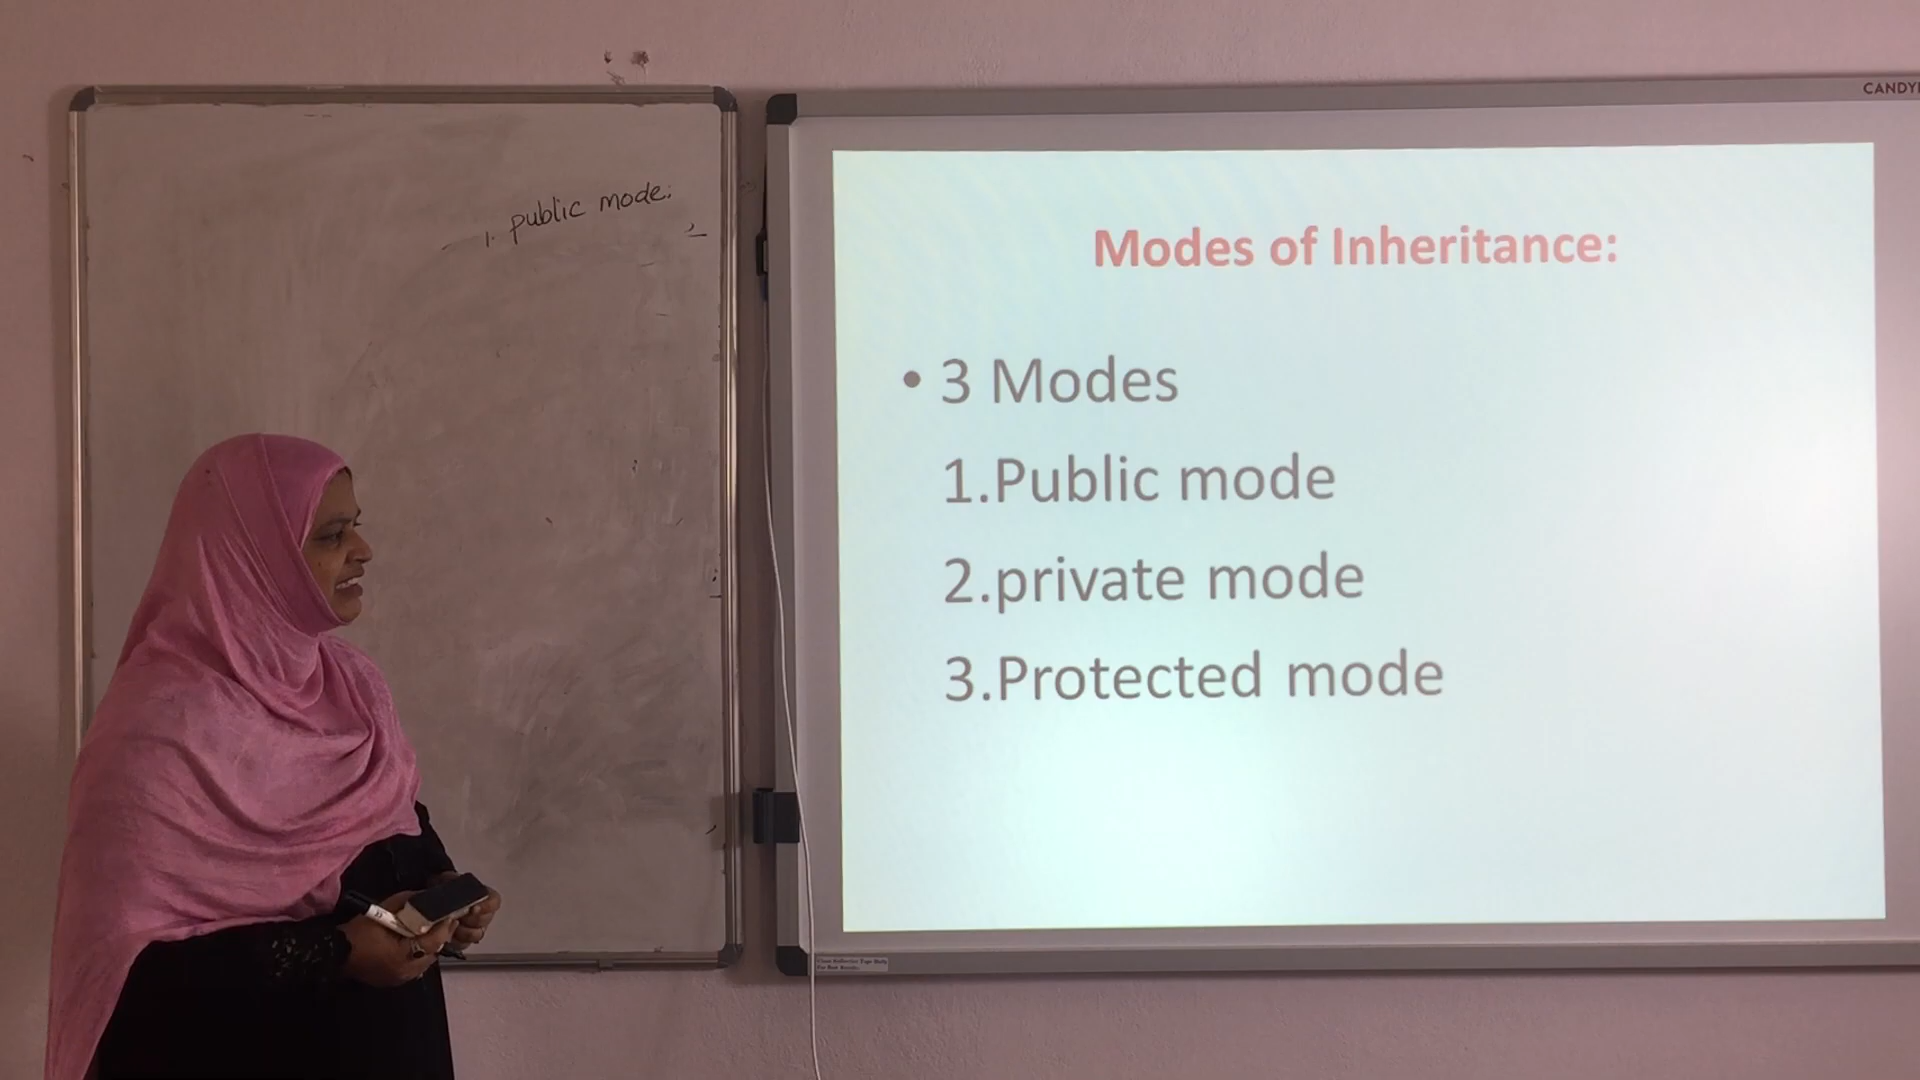 1. public mode:
CANDY
Modes of Inheritance:
• 3 Modes
1.Public mode
2.private mode
3.Protected mode